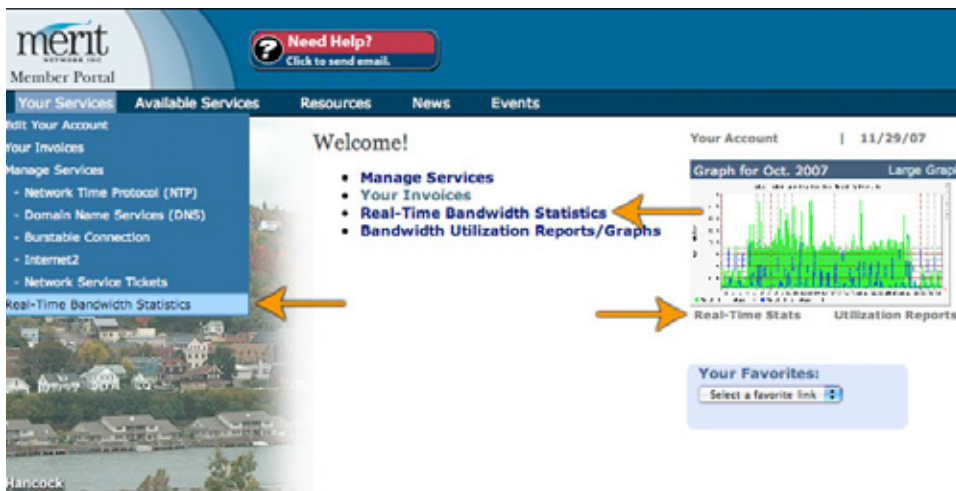 merit
NETWORK INC
Member Portal
Need Help?
Click to send email.
Your Services Available Services Resources News Events
Edit Your Account
Your Invoices
Manage Services
- Network Time Protocol (NTP)
- Domain Name Services (DNS)
- Burstable Connection
- Internet2
- Network Service Tickets
Real-Time Bandwidth Statistics
Hancock
Welcome!
• Manage Services
• Your Invoices
• Real-Time Bandwidth Statistics
• Bandwidth Utilization Reports/Graphs
Your Account | 11/29/07
Graph for Oct. 2007 Large Graph
Real-Time Stats Utilization Reports
Your Favorites:
Select a favorite link